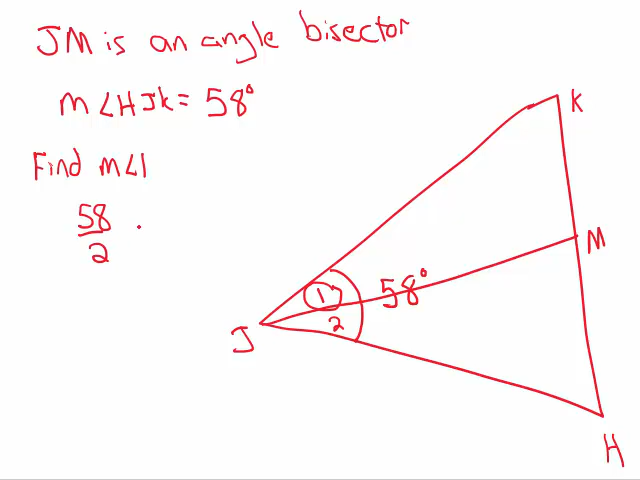 JM is an angle bisector
m∠HJK = 58°
Find m∠1
58
2
K
M
1
58°
2
J
H